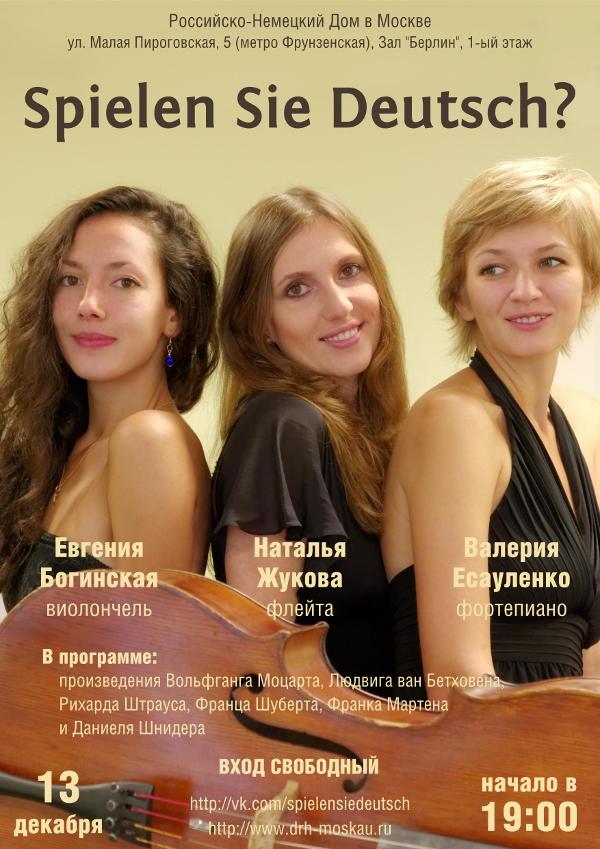 Российско-Немецкий Дом в Москве
ул. Малая Пироговская, 5 (метро Фрунзенская), Зал "Берлин", 1-ый этаж
Spielen Sie Deutsch?
Евгения
Богинская
виолончель
Наталья
Жукова
флейта
Валерия
Есауленко
фортепиано
В программе:
произведения Вольфганга Моцарта, Людвига ван Бетховена,
Рихарда Штрауса, Франца Шуберта, Франка Мартена
и Даниеля Шнидера
ВХОД СВОБОДНЫЙ
13
декабря
http://vk.com/spielensiedeutsch
http://www.drh-moskau.ru
начало в
19:00